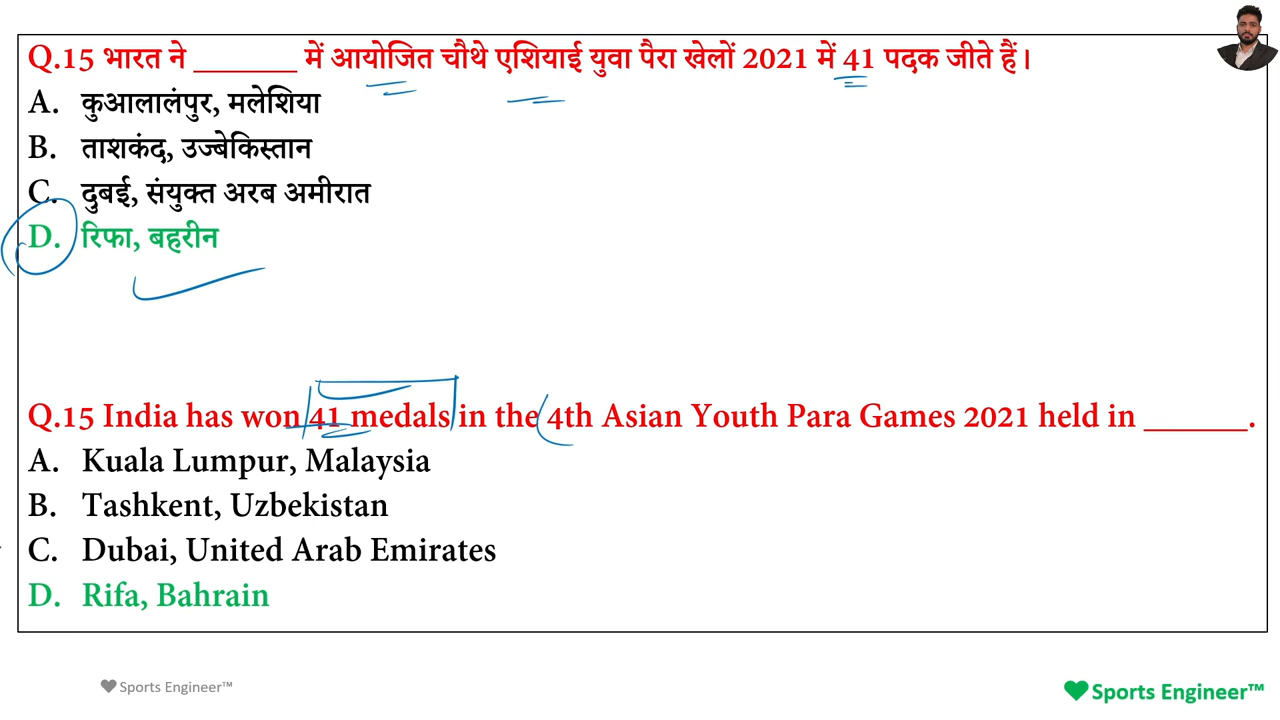 Q.15 भारत ने _______ में आयोजित चौथे एशियाई युवा पैरा खेलों 2021 में 41 पदक जीते हैं।
A. कुआलालंपुर, मलेशिया
B. ताशकंद, उज्बेकिस्तान
C. दुबई, संयुक्त अरब अमीरात
D. रिफा, बहरीन
Q.15 India has won 41 medals in the 4th Asian Youth Para Games 2021 held in _______.
A. Kuala Lumpur, Malaysia
B. Tashkent, Uzbekistan
C. Dubai, United Arab Emirates
D. Rifa, Bahrain
Sports Engineer™
Sports Engineer™